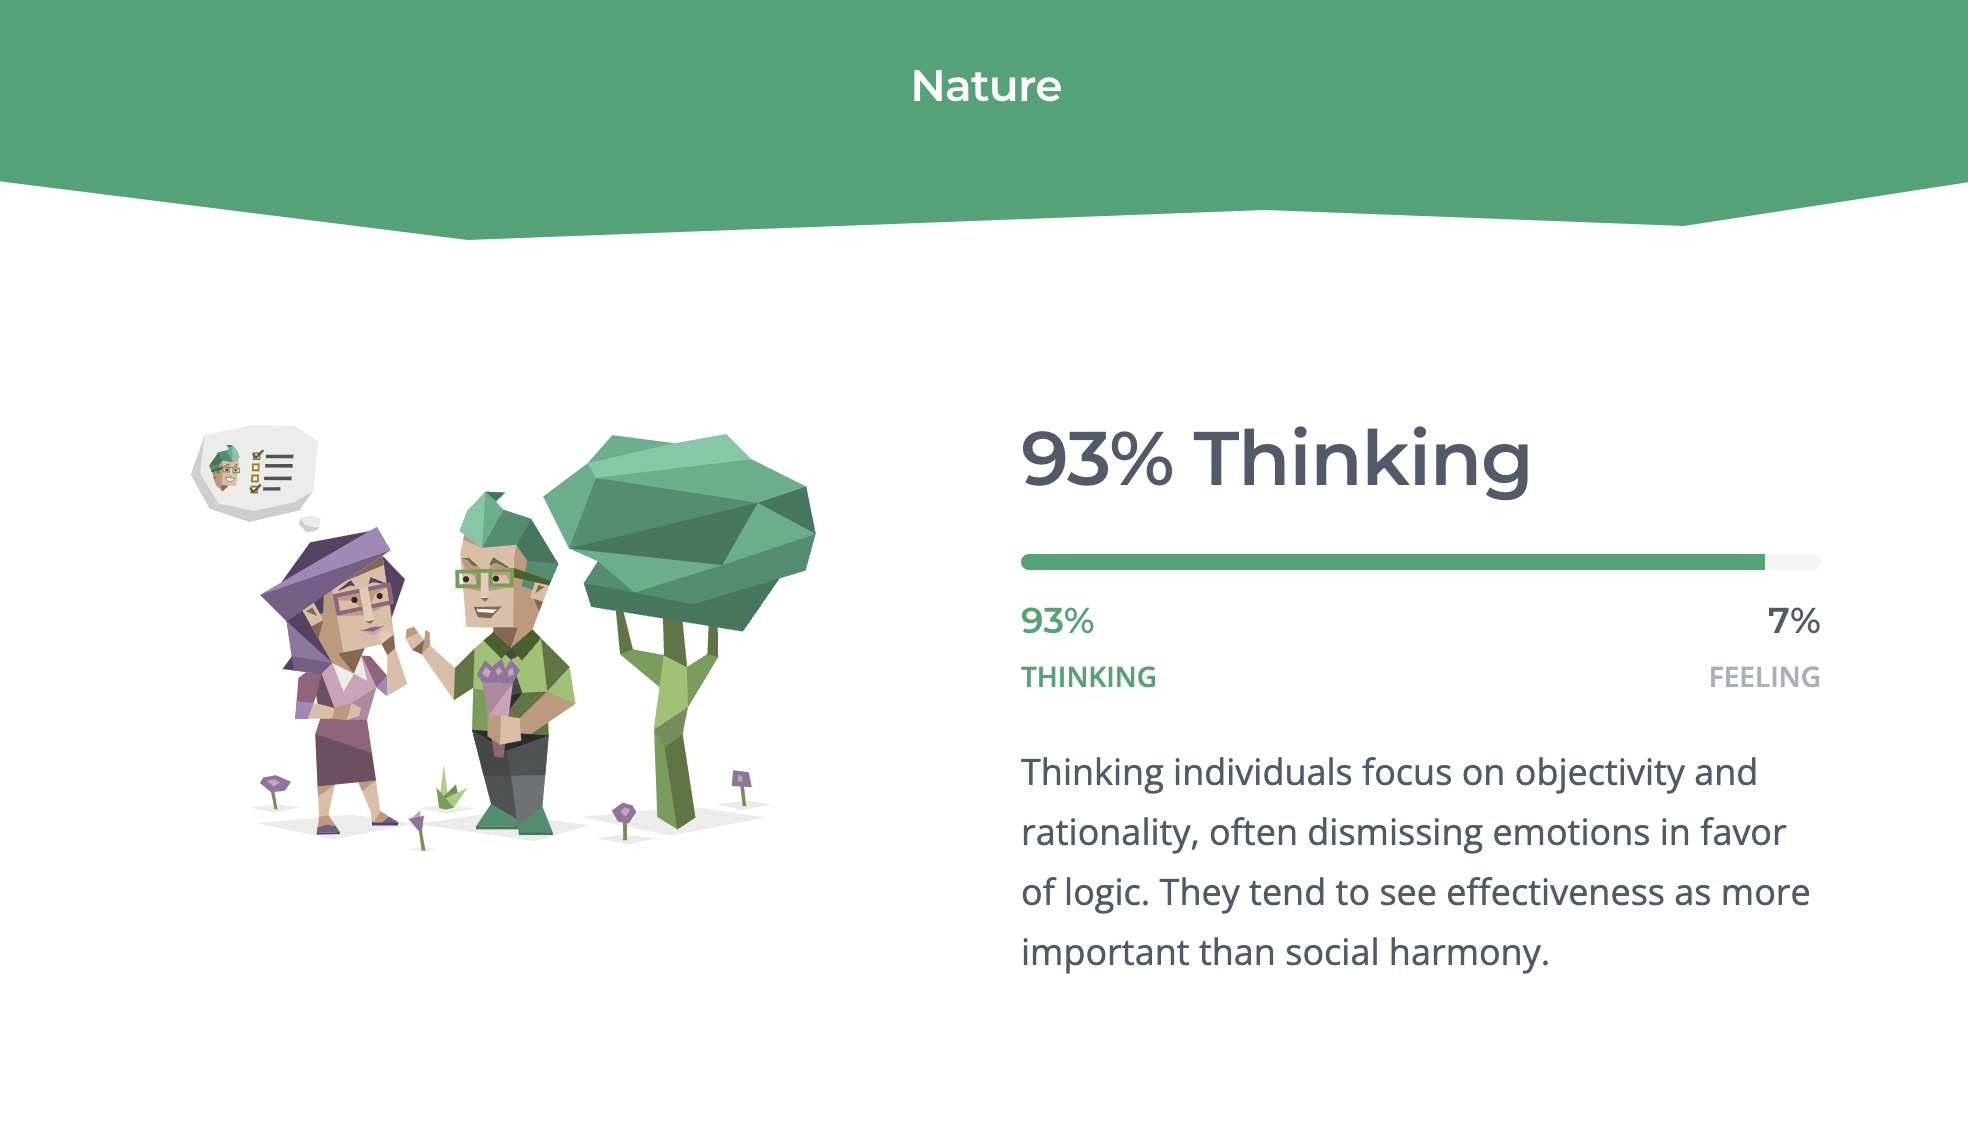 Nature
93% Thinking
93%
7%
THINKING
FEELING
Thinking individuals focus on objectivity and
rationality, often dismissing emotions in favor
of logic. They tend to see effectiveness as more
important than social harmony.